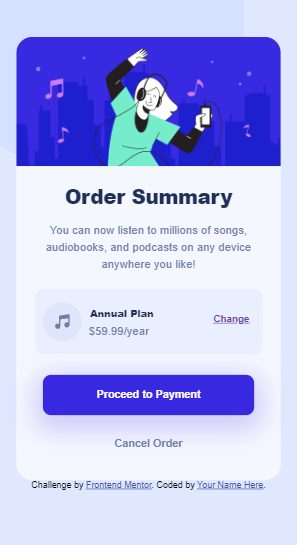 Order Summary
You can now listen to millions of songs,
audiobooks, and podcasts on any device
anywhere you like!
Annual Plan
$59.99/year
Change
Proceed to Payment
Cancel Order
Challenge by Frontend Mentor. Coded by Your Name Here.